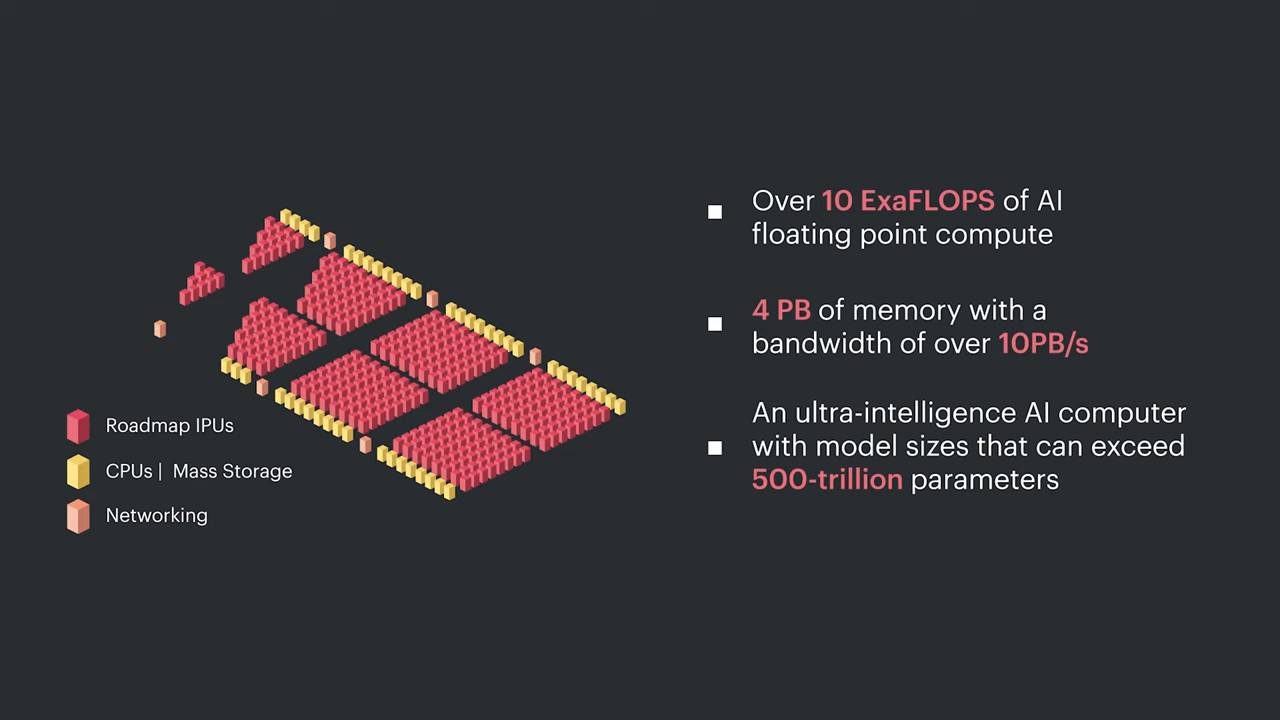 Over 10 ExaFLOPS of AI
floating point compute
4 PB of memory with a
bandwidth of over 10PB/s
An ultra-intelligence AI computer
with model sizes that can exceed
500-trillion parameters
Roadmap IPUs
CPUs | Mass Storage
Networking